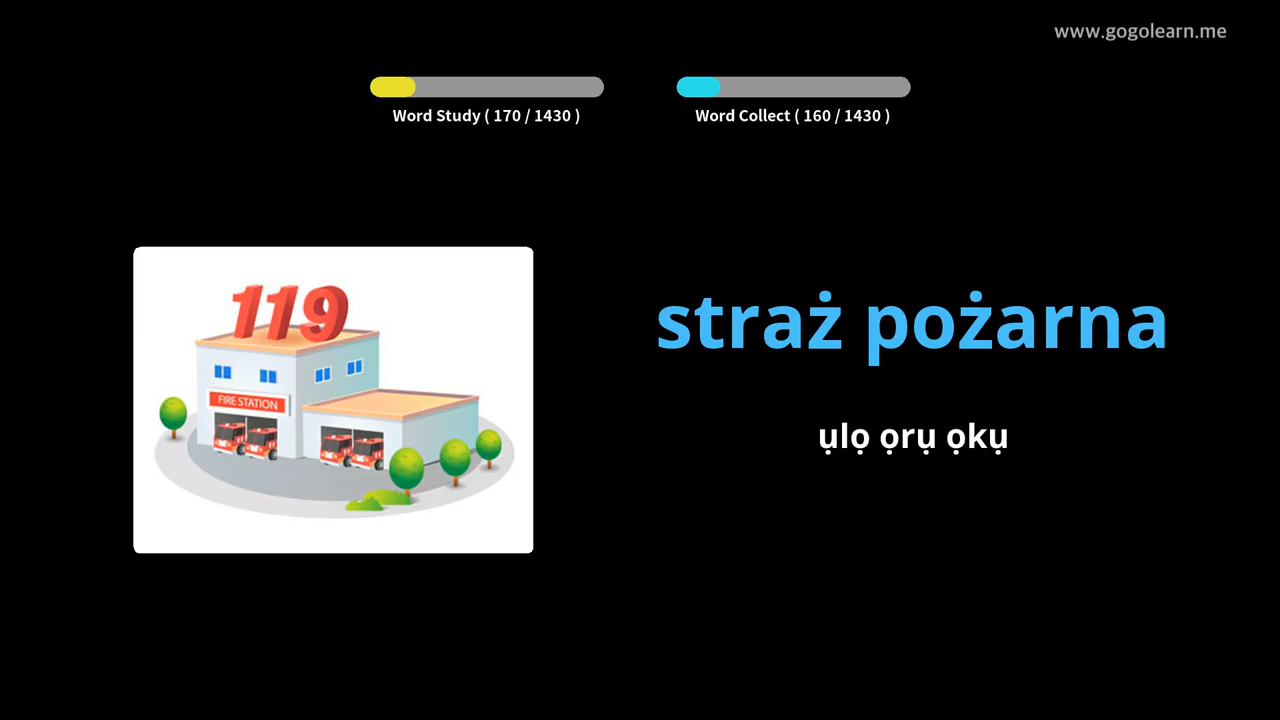 www.gogolearn.me
Word Study ( 170 / 1430 )
Word Collect ( 160 / 1430 )
119
FIRE STATION
straż pożarna
ụlọ ọrụ ọkụ